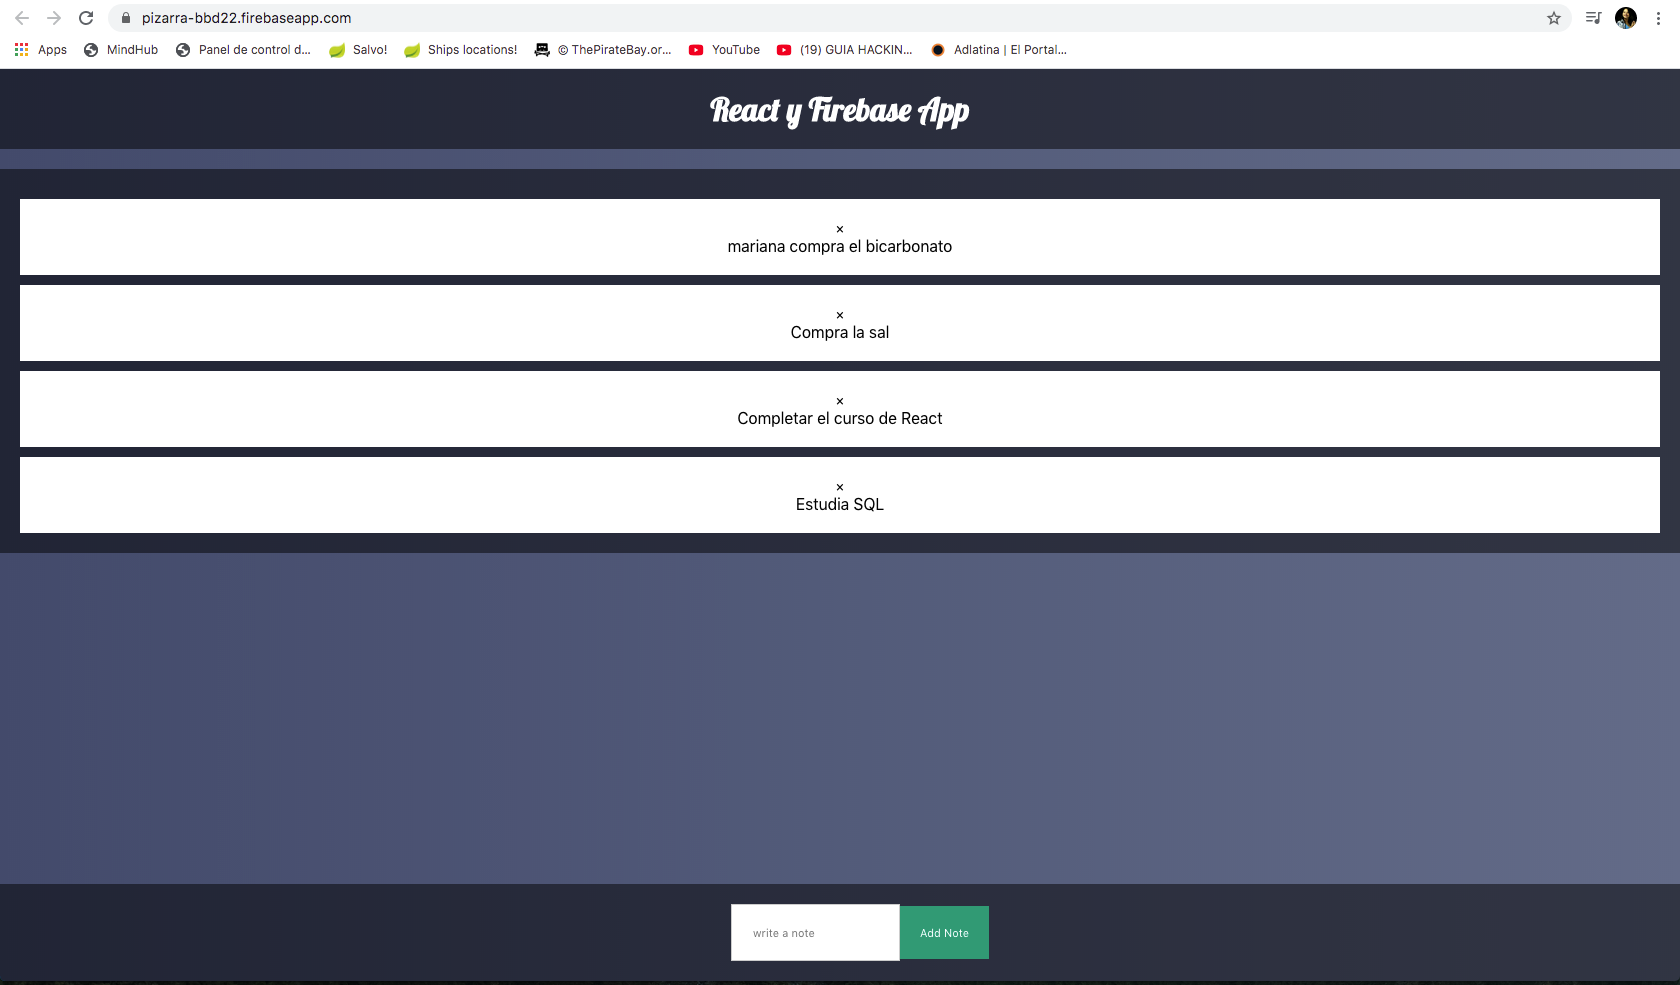 pizarra-bbd22.firebaseapp.com
Apps MindHub Panel de control d... Salvo! Ships locations! © ThePirateBay.or... YouTube (19) GUIA HACKIN... Adlatina | El Portal...
React y Firebase App
×
mariana compra el bicarbonato
×
Compra la sal
×
Completar el curso de React
×
Estudia SQL
write a note Add Note